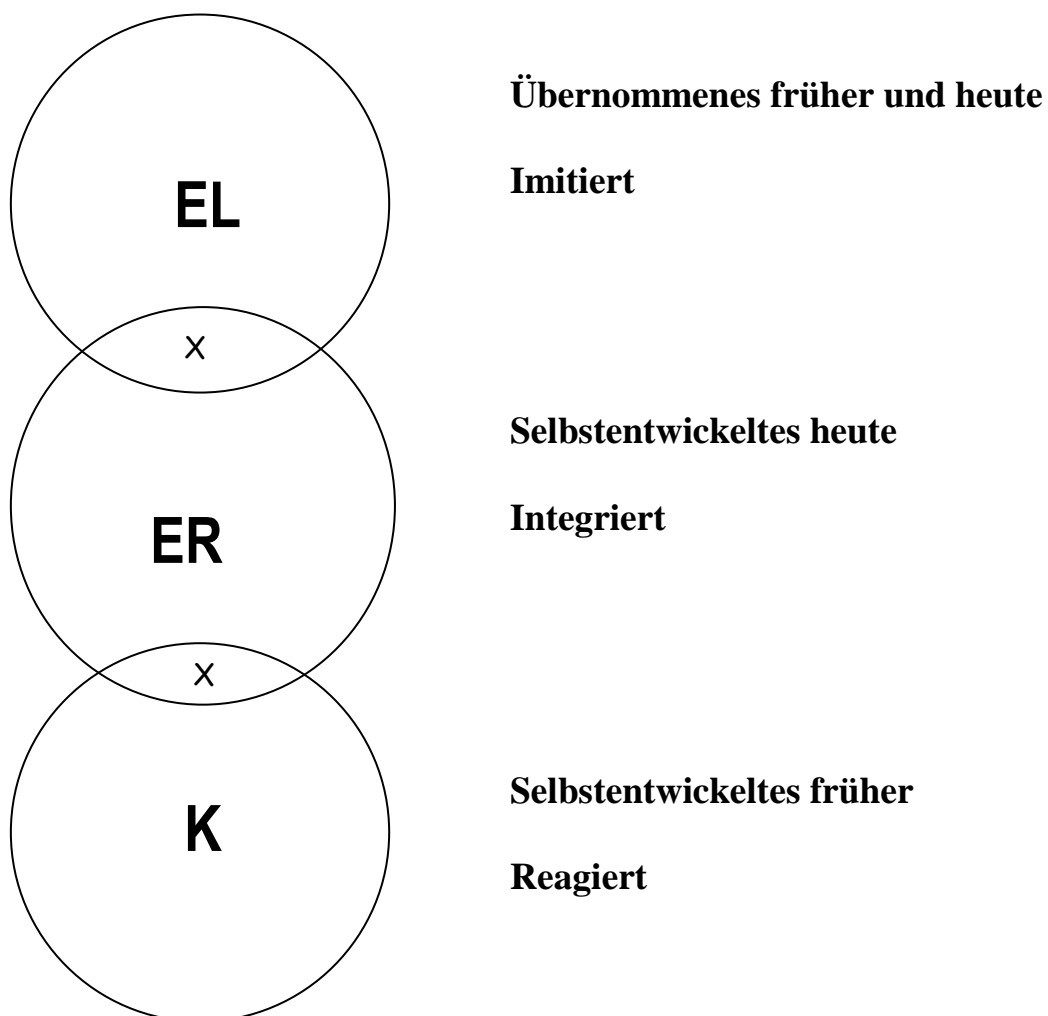 Übernommenes früher und heute
Imitiert
EL
x
Selbstentwickeltes heute
Integriert
ER
x
Selbstentwickeltes früher
K
Reagiert